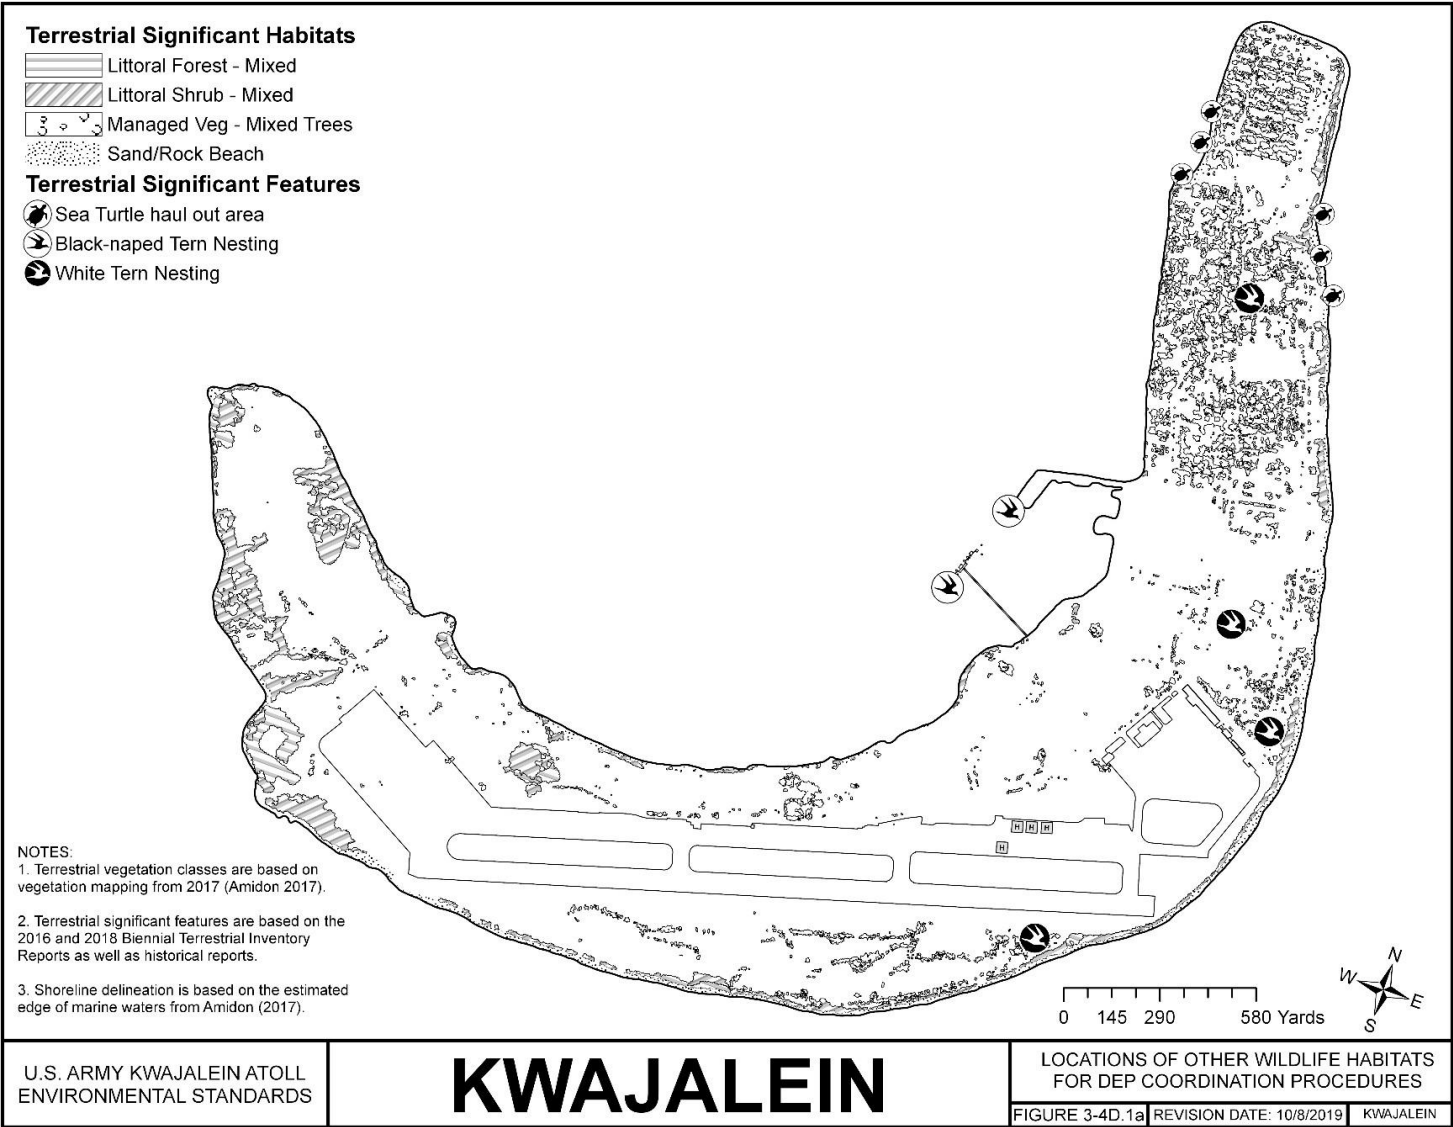 Terrestrial Significant Habitats
Littoral Forest - Mixed
Littoral Shrub - Mixed
Managed Veg - Mixed Trees
Sand/Rock Beach
Terrestrial Significant Features
Sea Turtle haul out area
Black-naped Tern Nesting
White Tern Nesting
H H H
H
NOTES:
1. Terrestrial vegetation classes are based on
vegetation mapping from 2017 (Amidon 2017).
2. Terrestrial significant features are based on the
2016 and 2018 Biennial Terrestrial Inventory
Reports as well as historical reports.
3. Shoreline delineation is based on the estimated
edge of marine waters from Amidon (2017).
0 145 290 580 Yards
N
W
E
S
U.S. ARMY KWAJALEIN ATOLL
ENVIRONMENTAL STANDARDS
KWAJALEIN
LOCATIONS OF OTHER WILDLIFE HABITATS
FOR DEP COORDINATION PROCEDURES
FIGURE 3-4D.1a REVISION DATE: 10/8/2019 KWAJALEIN